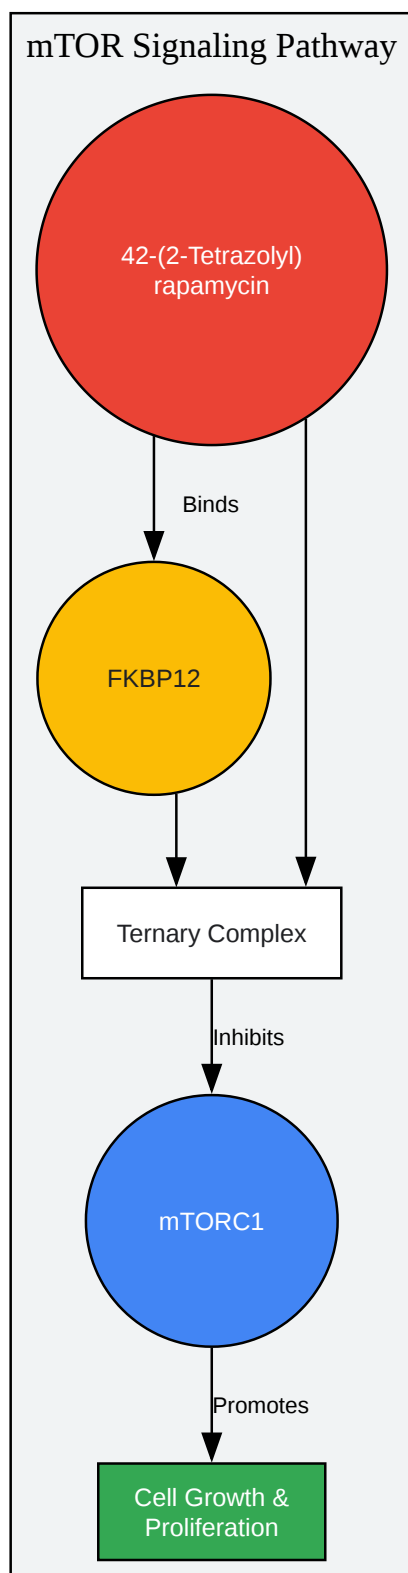 mTOR Signaling Pathway
42-(2-Tetrazolyl)
rapamycin
Binds
FKBP12
Ternary Complex
Inhibits
mTORC1
Promotes
Cell Growth &
Proliferation